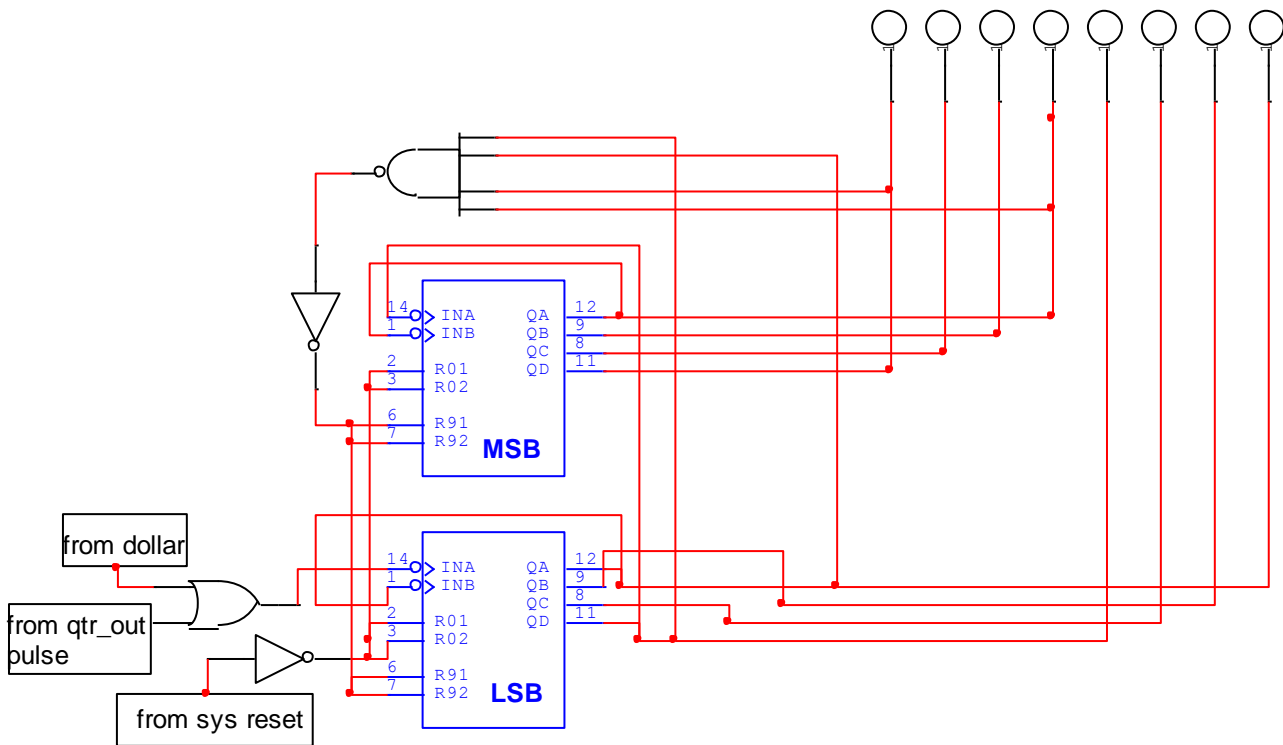 14 INA QA 12
1 INB QB 9
QC 8
2 R01 QD 11
3 R02
6 R91
7 R92
MSB
from dollar
14 INA QA 12
1 INB QB 9
QC 8
2 R01 QD 11
3 R02
6 R91
7 R92
LSB
from qtr_out
pulse
from sys reset